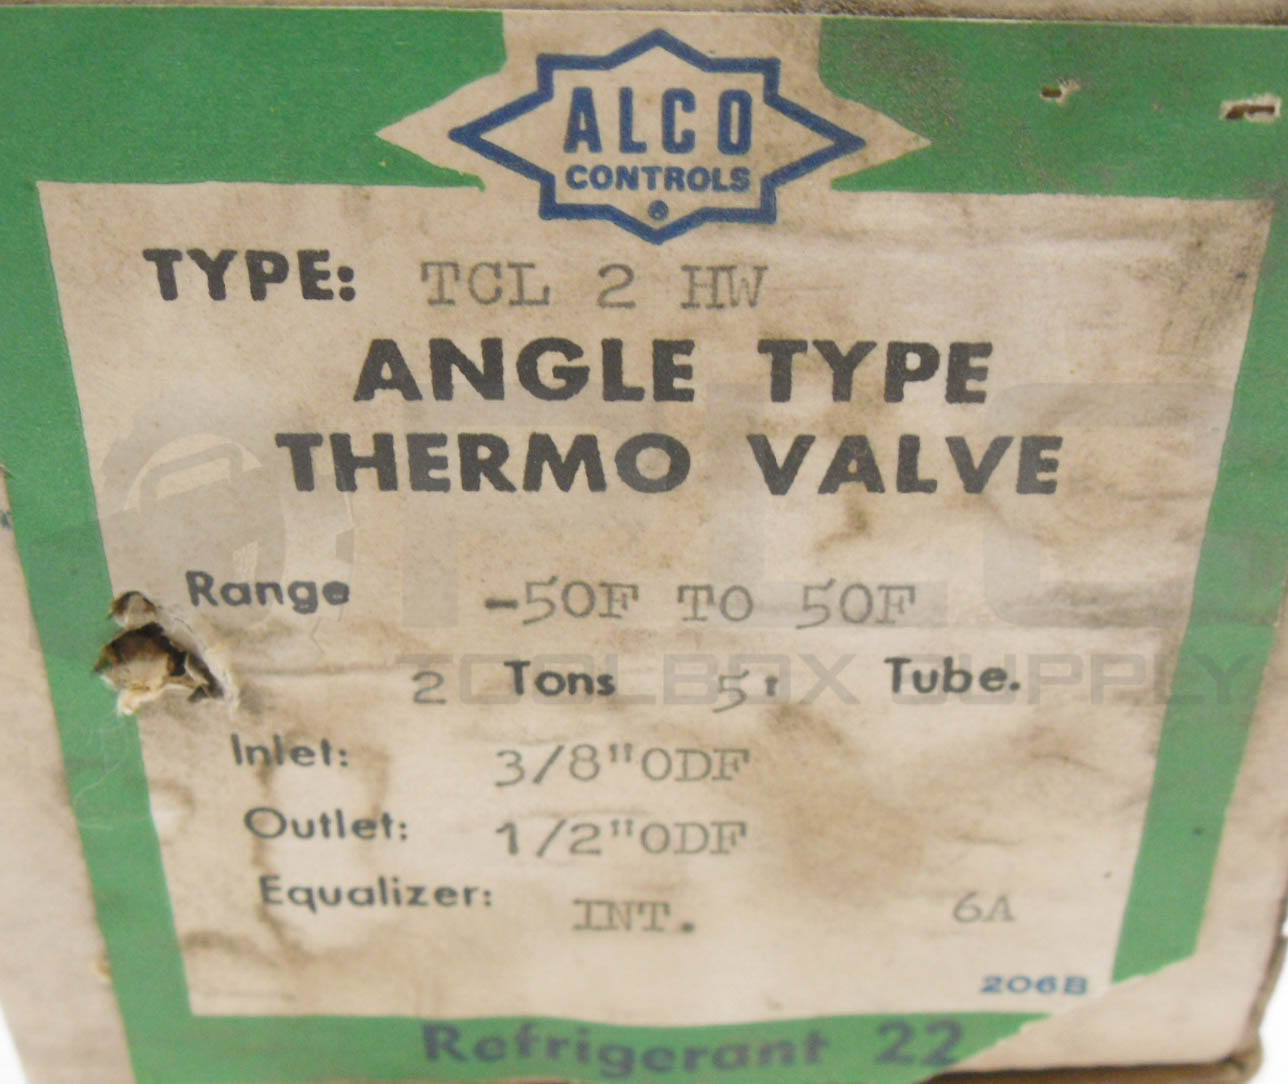 ALCO
CONTROLS
®
TYPE: TCL 2 HW
ANGLE TYPE
THERMO VALVE
PLC
Range -50F TO 50F
TOOLBOX SUPPLY
2 Tons 5' Tube.
Inlet: 3/8"ODF
Outlet: 1/2"ODF
Equalizer: INT. 6A
206B
Refrigerant 22